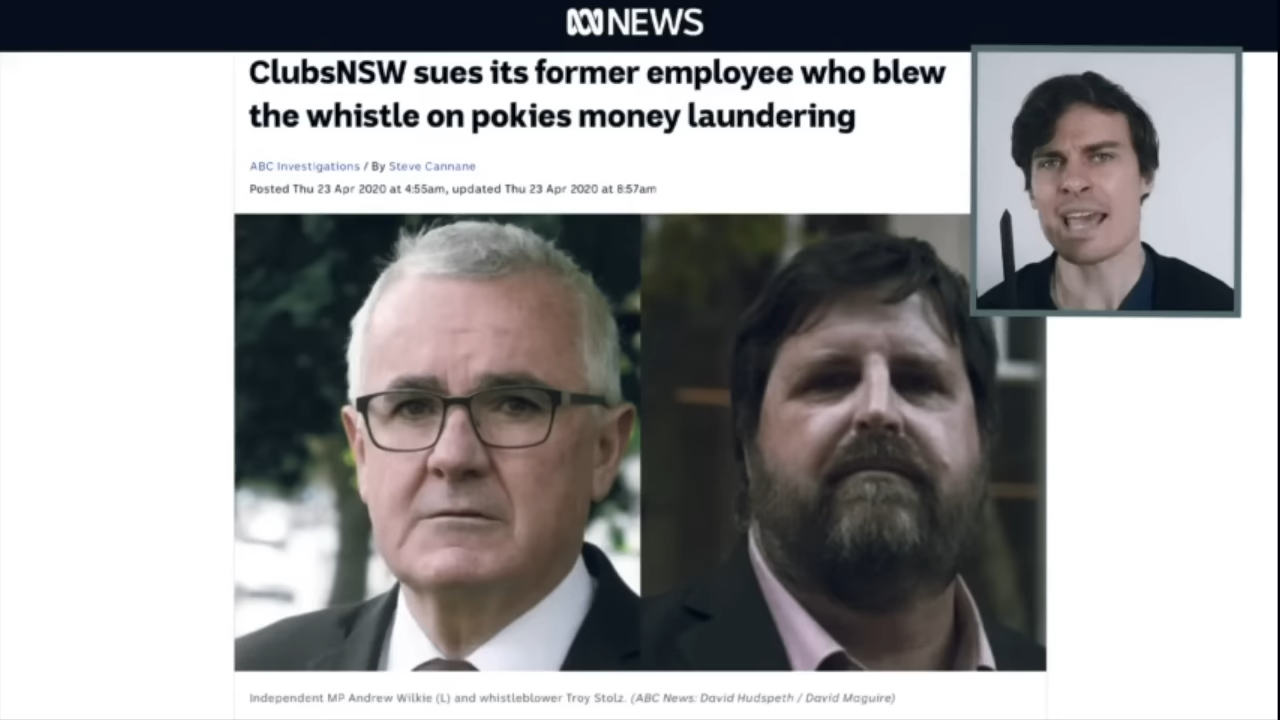 NEWS
ClubsNSW sues its former employee who blew
the whistle on pokies money laundering
ABC Investigations / By Steve Cannane
Posted Thu 23 Apr 2020 at 4:55am, updated Thu 23 Apr 2020 at 8:57am
Independent MP Andrew Wilkie (L) and whistleblower Troy Stolz. (ABC News: David Hudspeth / David Maguire)